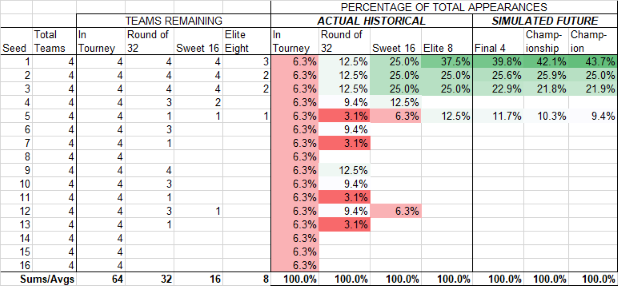 PERCENTAGE OF TOTAL APPEARANCES
TEAMS REMAINING ACTUAL HISTORICAL SIMULATED FUTURE
Total In Round of Elite In Round of Champ- Champ-
Seed Teams Tourney 32 Sweet 16 Eight Tourney 32 Sweet 16 Elite 8 Final 4 ionship ion
1 4 4 4 4 3 6.3% 12.5% 25.0% 37.5% 39.8% 42.1% 43.7%
2 4 4 4 4 2 6.3% 12.5% 25.0% 25.0% 25.6% 25.9% 25.0%
3 4 4 4 4 2 6.3% 12.5% 25.0% 25.0% 22.9% 21.8% 21.9%
4 4 4 3 2 6.3% 9.4% 12.5%
5 4 4 1 1 1 6.3% 3.1% 6.3% 12.5% 11.7% 10.3% 9.4%
6 4 4 3 6.3% 9.4%
7 4 4 1 6.3% 3.1%
8 4 4 6.3%
9 4 4 4 6.3% 12.5%
10 4 4 3 6.3% 9.4%
11 4 4 1 6.3% 3.1%
12 4 4 3 1 6.3% 9.4% 6.3%
13 4 4 1 6.3% 3.1%
14 4 4 6.3%
15 4 4 6.3%
16 4 4 6.3%
Sums/Avgs 64 32 16 8 100.0% 100.0% 100.0% 100.0% 100.0% 100.0% 100.0%